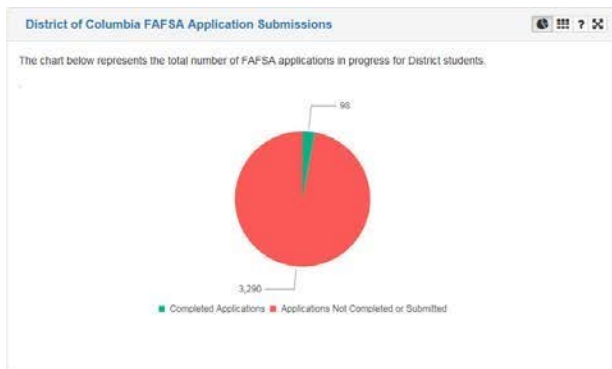 District of Columbia FAFSA Application Submissions
?
The chart below represents the total number of FAFSA applications in progress for District students.
98
3,290
Completed Applications Applications Not Completed or Submitted